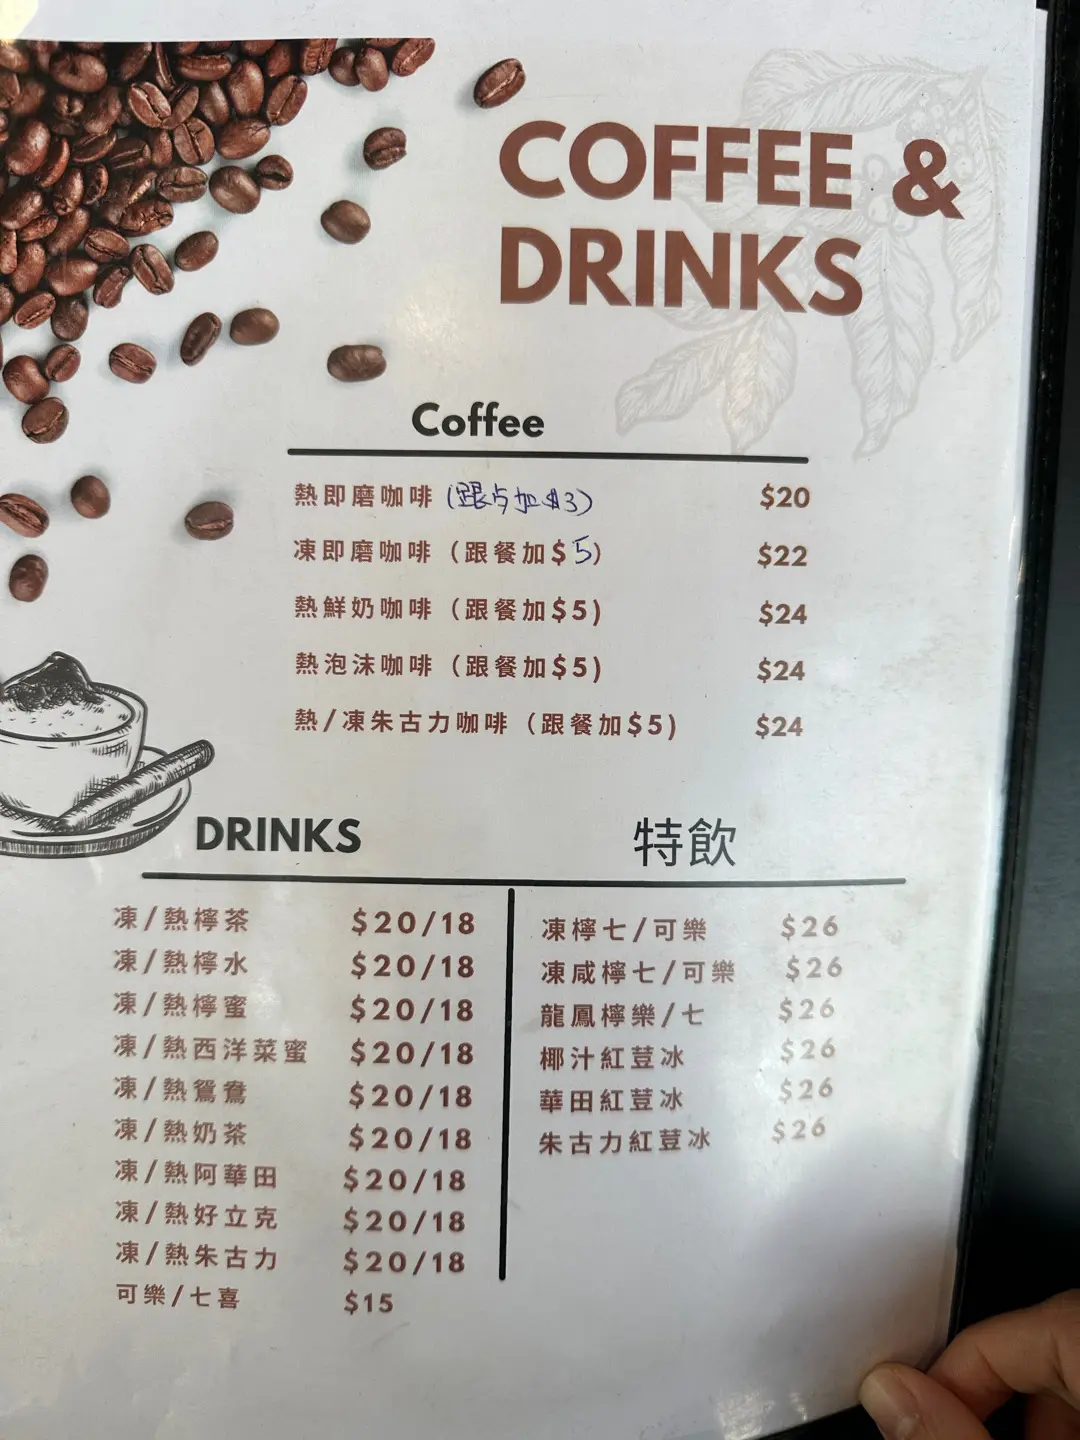 COFFEE &
DRINKS
Coffee
熱即磨咖啡 (跟歺加$3) $20
凍即磨咖啡 (跟餐加$5) $22
熱鮮奶咖啡 (跟餐加$5) $24
熱泡沫咖啡 (跟餐加$5) $24
熱/凍朱古力咖啡 (跟餐加$5) $24
DRINKS
凍/熱檸茶 $20/18
凍/熱檸水 $20/18
凍/熱檸蜜 $20/18
凍/熱西洋菜蜜 $20/18
凍/熱鴛鴦 $20/18
凍/熱奶茶 $20/18
凍/熱阿華田 $20/18
凍/熱好立克 $20/18
凍/熱朱古力 $20/18
可樂/七喜 $15
特飲
凍檸七/可樂 $26
凍咸檸七/可樂 $26
龍鳳檸樂/七 $26
椰汁紅荳冰 $26
華田紅荳冰 $26
朱古力紅荳冰 $26